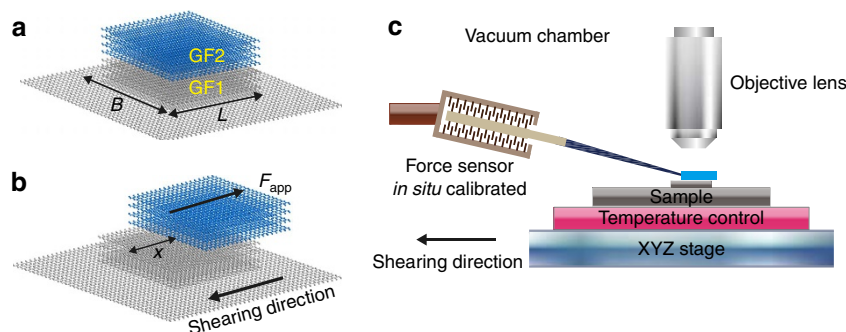 a
GF2
GF1
B
L
b
F_app
x
Shearing direction
c
Vacuum chamber
Objective lens
Force sensor
in situ calibrated
Sample
Temperature control
XYZ stage
Shearing direction